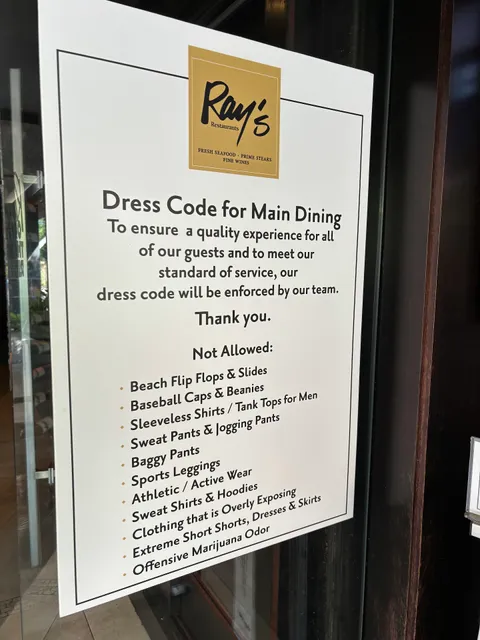 Ray's
Restaurants
FRESH SEAFOOD · PRIME STEAKS
FINE WINES
Dress Code for Main Dining
To ensure a quality experience for all
of our guests and to meet our
standard of service, our
dress code will be enforced by our team.
Thank you.
Not Allowed:
· Beach Flip Flops & Slides
· Baseball Caps & Beanies
· Sleeveless Shirts / Tank Tops for Men
· Sweat Pants & Jogging Pants
· Baggy Pants
· Sports Leggings
· Athletic / Active Wear
· Sweat Shirts & Hoodies
· Clothing that is Overly Exposing
· Extreme Short Shorts, Dresses & Skirts
· Offensive Marijuana Odor